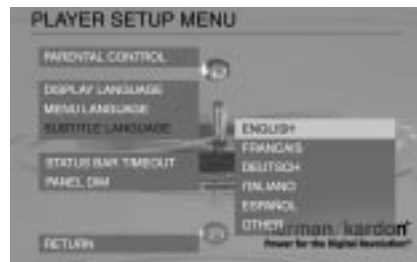 PLAYER SETUP MENU
PARENTAL CONTROL
DISPLAY LANGUAGE
MENU LANGUAGE
SUBTITLE LANGUAGE
ENGLISH
FRANCAIS
DEUTSCH
ITALIANO
ESPAÑOL
OTHER
STATUS BAR TIMEOUT
PANEL DIM
RETURN
harman/kardon
Power for the Digital Revolution